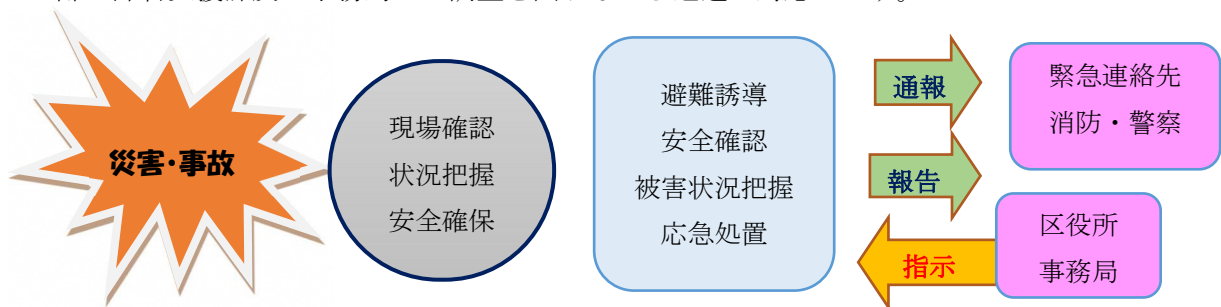 災害・事故
現場確認
状況把握
安全確保
避難誘導
安全確認
被害状況把握
応急処置
通報
報告
指示
緊急連絡先
消防・警察
区役所
事務局